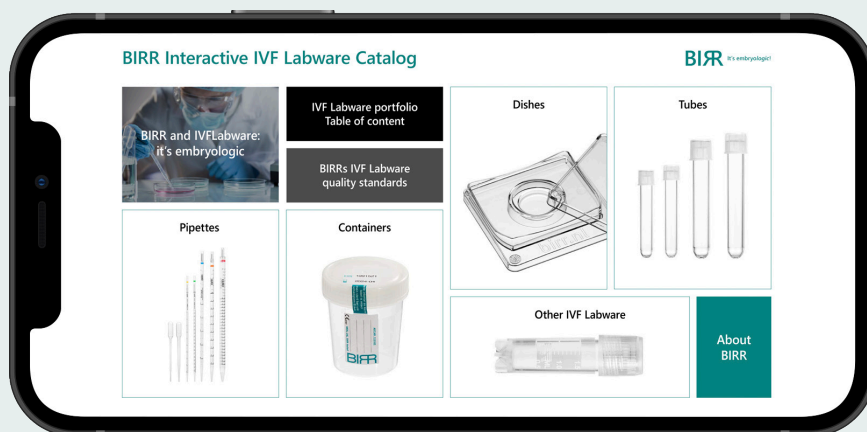 BIRR Interactive IVF Labware Catalog
BIRR It's embryologic!
BIRR and IVFLabware:
it's embryologic
IVF Labware portfolio
Table of content
BIRRs IVF Labware
quality standards
Dishes
Tubes
Pipettes
Containers
BIRR
Other IVF Labware
About
BIRR